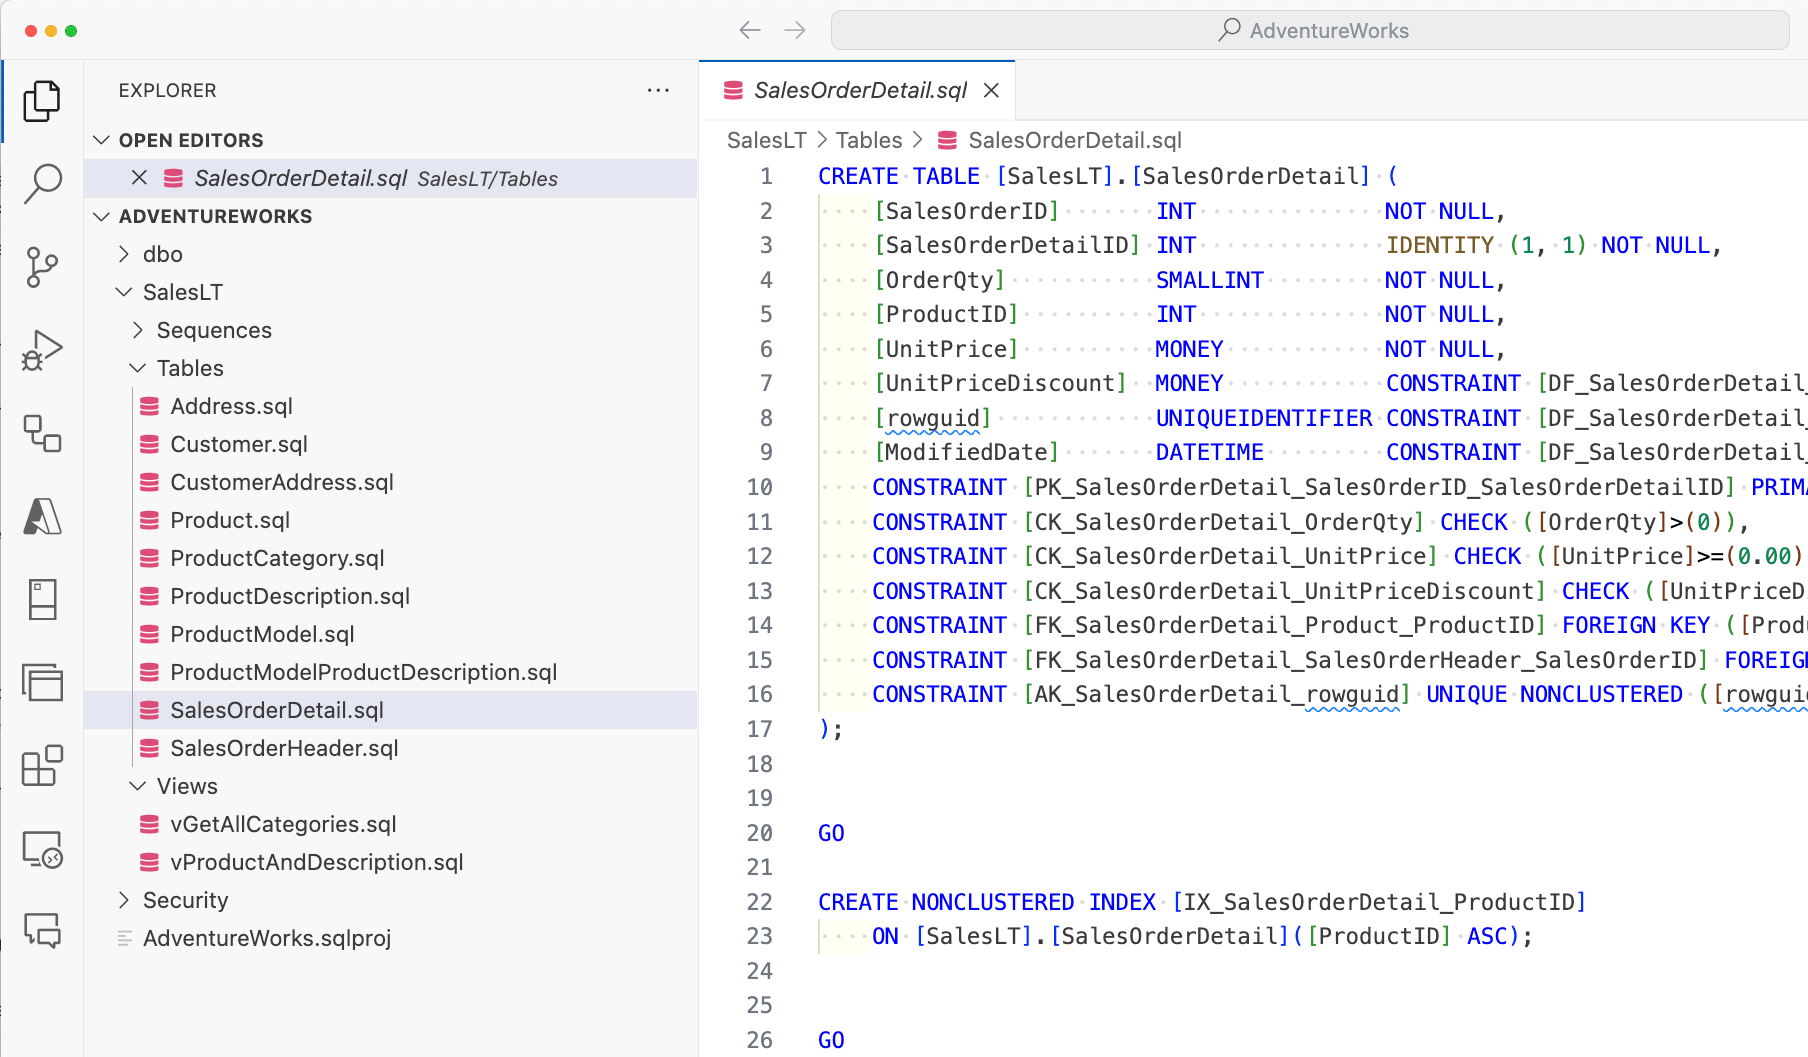 AdventureWorks
EXPLORER
OPEN EDITORS
SalesOrderDetail.sql SalesLT/Tables
ADVENTUREWORKS
dbo
SalesLT
Sequences
Tables
Address.sql
Customer.sql
CustomerAddress.sql
Product.sql
ProductCategory.sql
ProductDescription.sql
ProductModel.sql
ProductModelProductDescription.sql
SalesOrderDetail.sql
SalesOrderHeader.sql
Views
vGetAllCategories.sql
vProductAndDescription.sql
Security
AdventureWorks.sqlproj
SalesOrderDetail.sql
SalesLT > Tables > SalesOrderDetail.sql
1 CREATE TABLE [SalesLT].[SalesOrderDetail] (
2 [SalesOrderID] INT NOT NULL,
3 [SalesOrderDetailID] INT IDENTITY (1, 1) NOT NULL,
4 [OrderQty] SMALLINT NOT NULL,
5 [ProductID] INT NOT NULL,
6 [UnitPrice] MONEY NOT NULL,
7 [UnitPriceDiscount] MONEY CONSTRAINT [DF_SalesOrderDetail_
8 [rowguid] UNIQUEIDENTIFIER CONSTRAINT [DF_SalesOrderDetail_
9 [ModifiedDate] DATETIME CONSTRAINT [DF_SalesOrderDetail_
10 CONSTRAINT [PK_SalesOrderDetail_SalesOrderID_SalesOrderDetailID] PRIMA
11 CONSTRAINT [CK_SalesOrderDetail_OrderQty] CHECK ([OrderQty]>(0)),
12 CONSTRAINT [CK_SalesOrderDetail_UnitPrice] CHECK ([UnitPrice]>=(0.00)
13 CONSTRAINT [CK_SalesOrderDetail_UnitPriceDiscount] CHECK ([UnitPriceD
14 CONSTRAINT [FK_SalesOrderDetail_Product_ProductID] FOREIGN KEY ([Produ
15 CONSTRAINT [FK_SalesOrderDetail_SalesOrderHeader_SalesOrderID] FOREIGN
16 CONSTRAINT [AK_SalesOrderDetail_rowguid] UNIQUE NONCLUSTERED ([rowguid
17 );
18
19
20 GO
21
22 CREATE NONCLUSTERED INDEX [IX_SalesOrderDetail_ProductID]
23 ON [SalesLT].[SalesOrderDetail]([ProductID] ASC);
24
25
26 GO